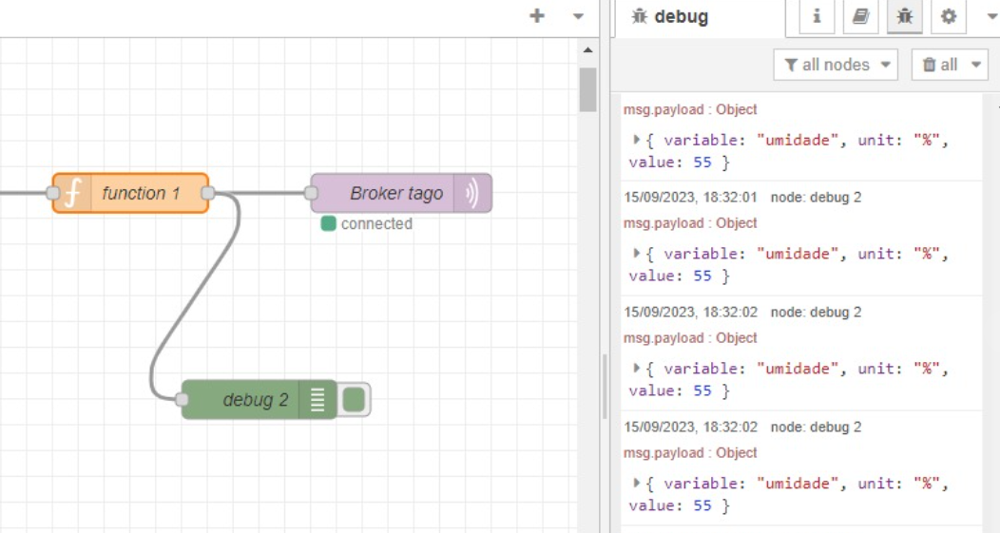 debug
all nodes
all
function 1
Broker tago
connected
debug 2
msg.payload : Object
{ variable: "umidade", unit: "%",
value: 55 }
15/09/2023, 18:32:01 node: debug 2
msg.payload : Object
{ variable: "umidade", unit: "%",
value: 55 }
15/09/2023, 18:32:02 node: debug 2
msg.payload : Object
{ variable: "umidade", unit: "%",
value: 55 }
15/09/2023, 18:32:02 node: debug 2
msg.payload : Object
{ variable: "umidade", unit: "%",
value: 55 }